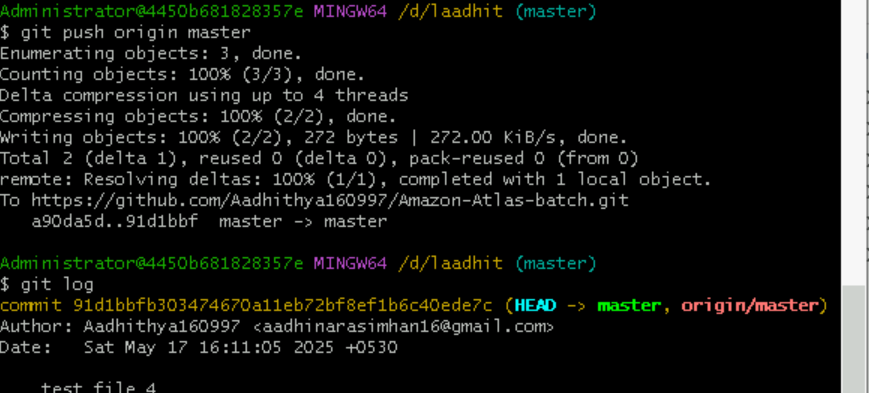 Administrator@4450b681828357e MINGW64 /d/laadhit (master)
$ git push origin master
Enumerating objects: 3, done.
Counting objects: 100% (3/3), done.
Delta compression using up to 4 threads
Compressing objects: 100% (2/2), done.
Writing objects: 100% (2/2), 272 bytes | 272.00 KiB/s, done.
Total 2 (delta 1), reused 0 (delta 0), pack-reused 0 (from 0)
remote: Resolving deltas: 100% (1/1), completed with 1 local object.
To https://github.com/Aadhithya160997/Amazon-Atlas-batch.git
   a90da5d..91d1bbf  master -> master
Administrator@4450b681828357e MINGW64 /d/laadhit (master)
$ git log
commit 91d1bbfb303474670a11eb72bf8ef1b6c40ede7c (HEAD -> master, origin/master)
Author: Aadhithya160997 <aadhinarasimhan16@gmail.com>
Date:   Sat May 17 16:11:05 2025 +0530
    test file 4